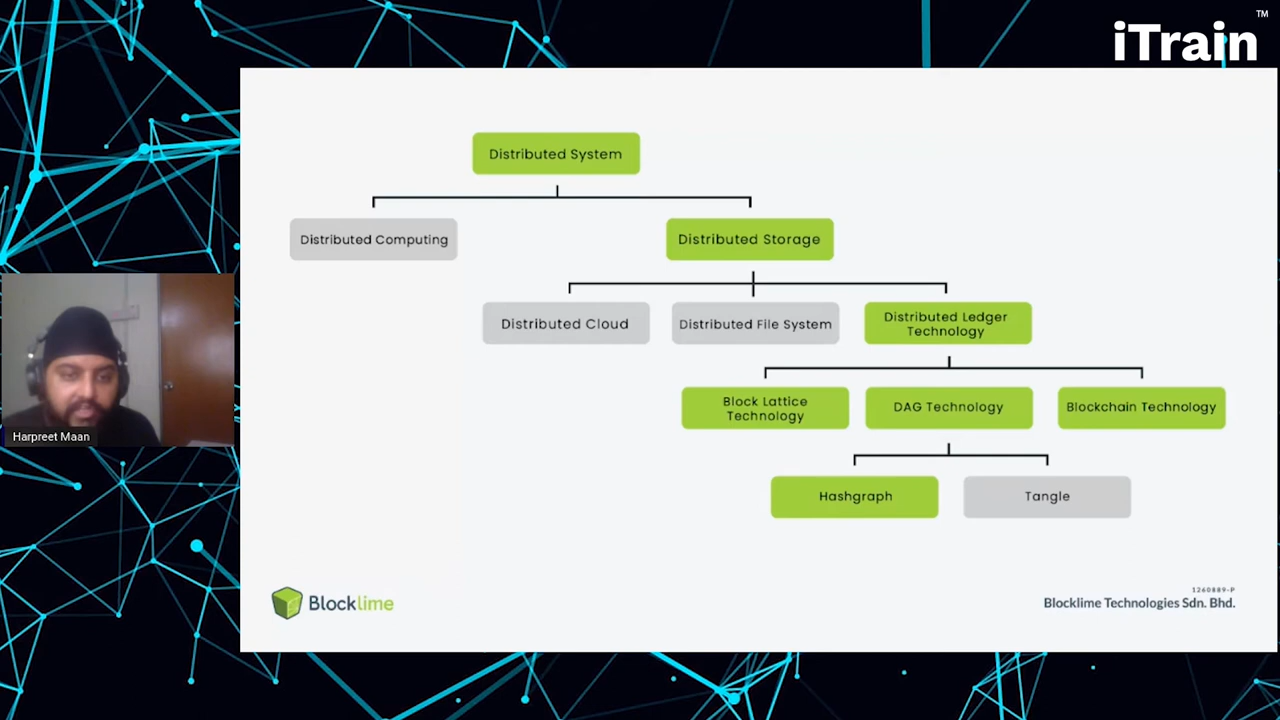 iTrain™
Distributed System
Distributed Computing
Distributed Storage
Distributed Cloud
Distributed File System
Distributed Ledger
Technology
Block Lattice
Technology
DAG Technology
Blockchain Technology
Hashgraph
Tangle
Harpreet Maan
Blocklime
1260889-P
Blocklime Technologies Sdn. Bhd.